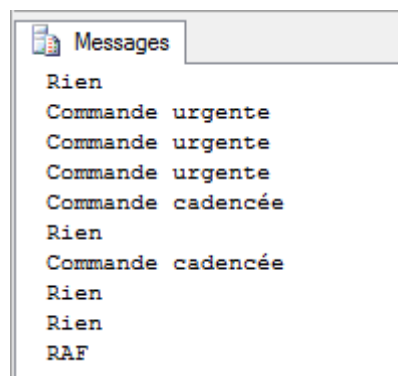 Messages
Rien
Commande urgente
Commande urgente
Commande urgente
Commande cadencée
Rien
Commande cadencée
Rien
Rien
RAF